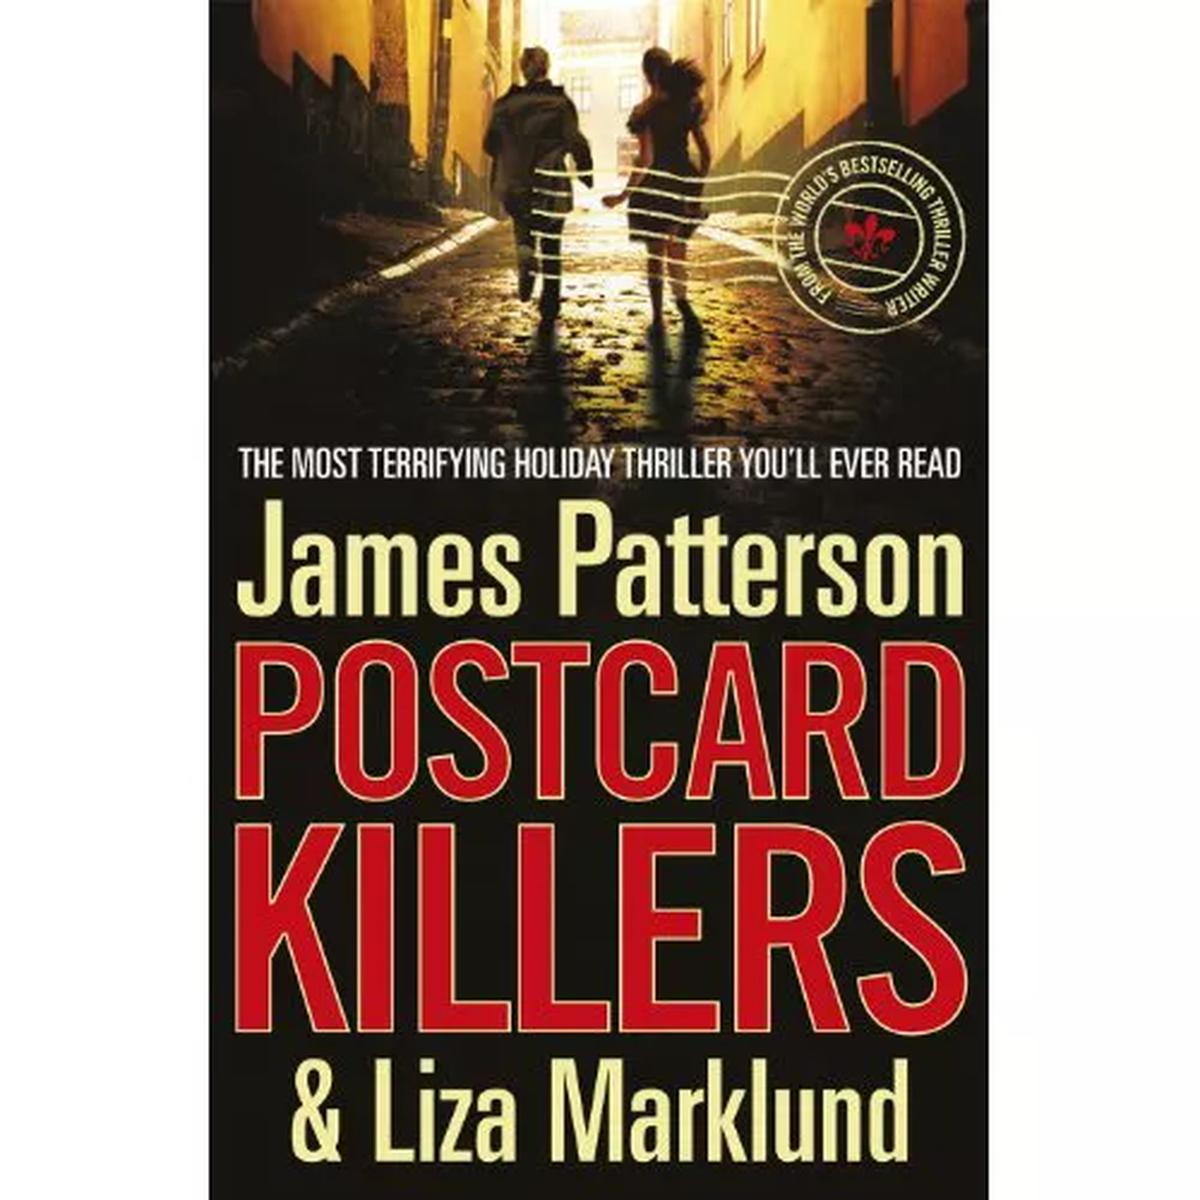 FROM THE WORLD'S BESTSELLING THRILLER WRITER
THE MOST TERRIFYING HOLIDAY THRILLER YOU'LL EVER READ
James Patterson
POSTCARD
KILLERS
& Liza Marklund